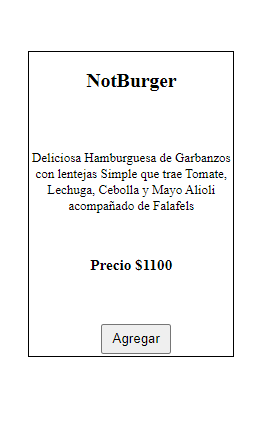 NotBurger
Deliciosa Hamburguesa de Garbanzos
con lentejas Simple que trae Tomate,
Lechuga, Cebolla y Mayo Alioli
acompañado de Falafels
Precio $1100
Agregar